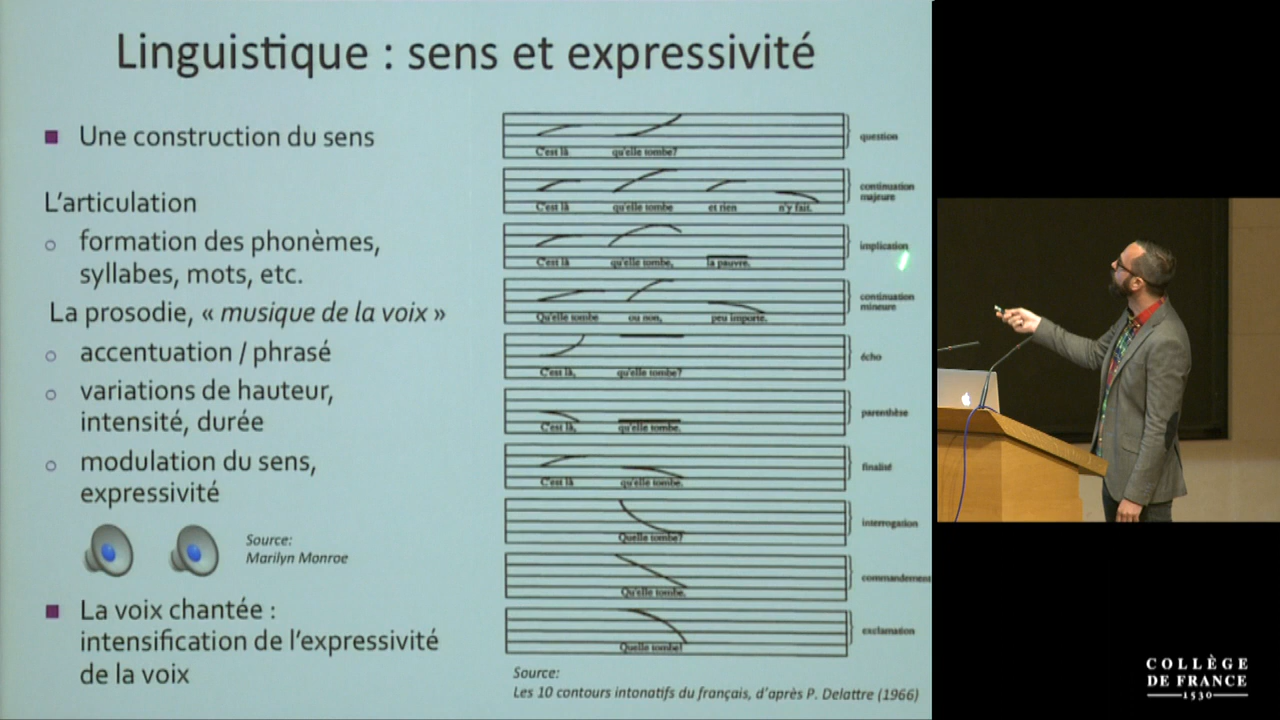 Linguistique : sens et expressivité
Une construction du sens
L'articulation
formation des phonèmes,
syllabes, mots, etc.
La prosodie, « musique de la voix »
accentuation / phrasé
variations de hauteur,
intensité, durée
modulation du sens,
expressivité
Source:
Marilyn Monroe
La voix chantée :
intensification de l'expressivité
de la voix
C'est là qu'elle tombe?
question
C'est là qu'elle tombe et rien n'y fait.
continuation
majeure
C'est là qu'elle tombe, la pauvre.
implication
Qu'elle tombe ou non, peu importe.
continuation
mineure
C'est là, qu'elle tombe?
écho
C'est là, qu'elle tombe.
parenthèse
C'est là qu'elle tombe.
finalité
Quelle tombe?
interrogation
Qu'elle tombe.
commandement
Quelle tombe!
exclamation
Source:
Les 10 contours intonatifs du français, d'après P. Delattre (1966)
COLLÈGE
DE FRANCE
1530